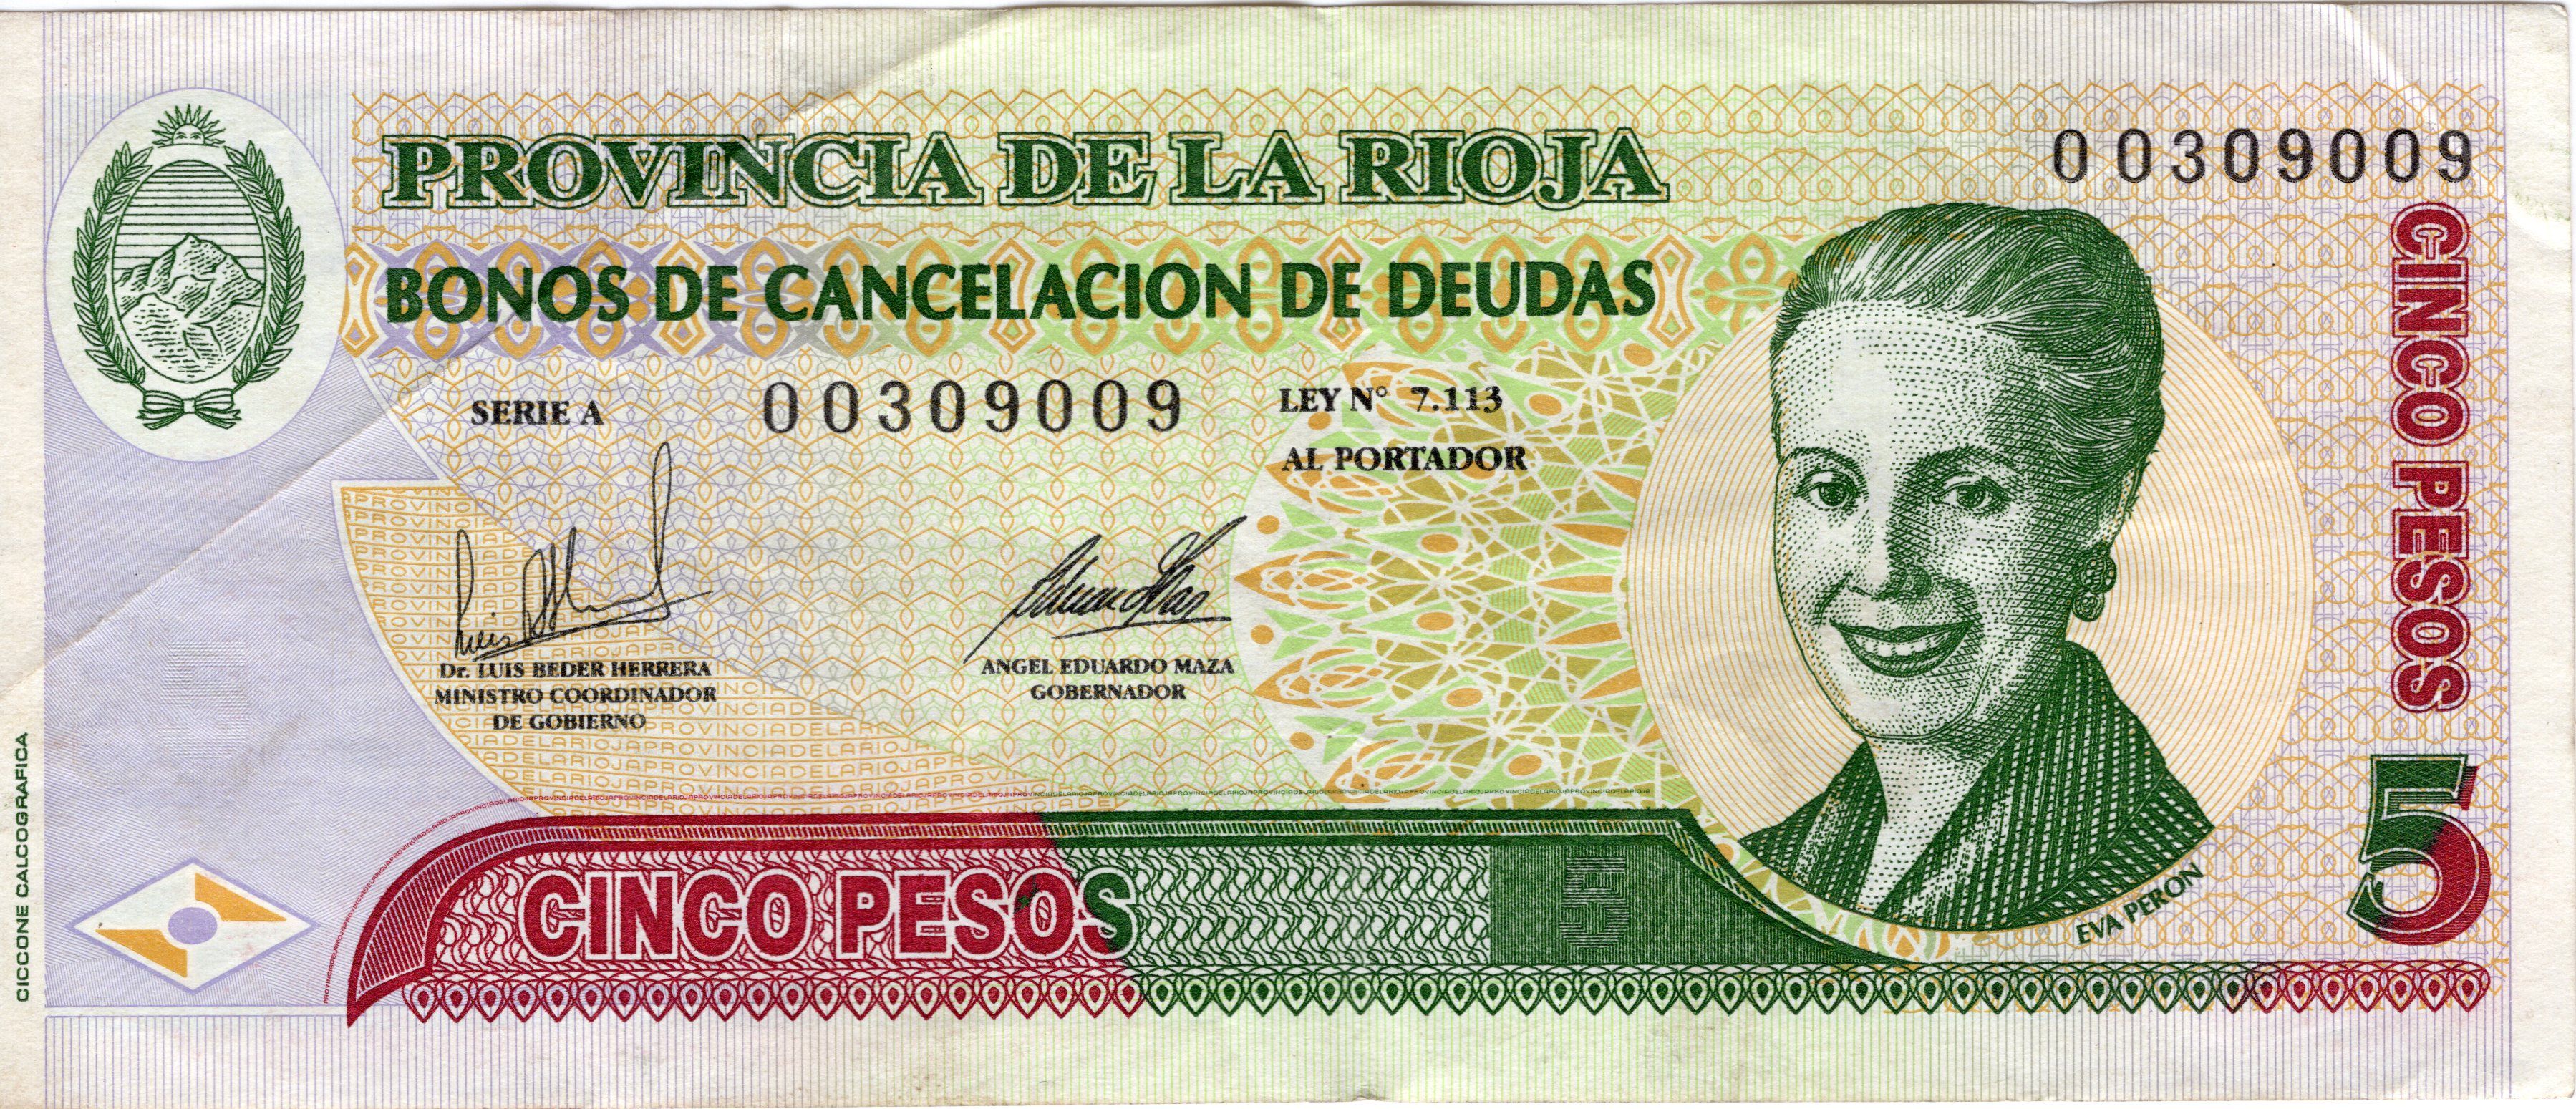 00309009
PROVINCIA DE LA RIOJA
BONOS DE CANCELACION DE DEUDAS
SERIE A
00309009
LEY Nº 7.113
AL PORTADOR
Dr. LUIS BEDER HERRERA
MINISTRO COORDINADOR
DE GOBIERNO
ANGEL EDUARDO MAZA
GOBERNADOR
CINCO PESOS
5
CINCO PESOS
5
EVA PERON
CICCONE CALCOGRAFICA